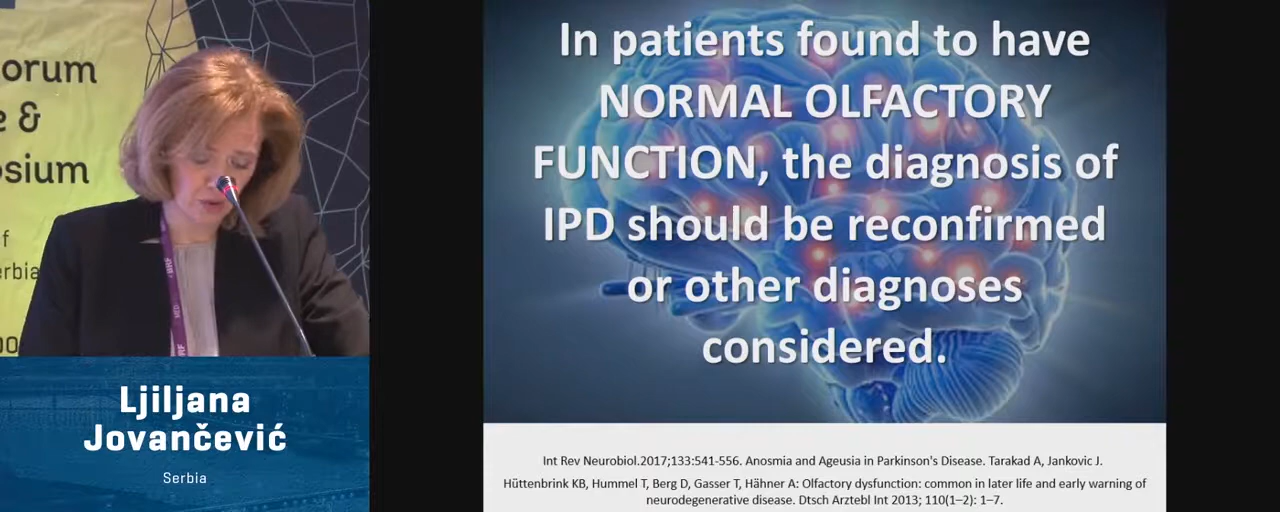 orum
e &
osium
f
erbia
In patients found to have
NORMAL OLFACTORY
FUNCTION, the diagnosis of
IPD should be reconfirmed
or other diagnoses
considered.
Int Rev Neurobiol.2017;133:541-556. Anosmia and Ageusia in Parkinson's Disease. Tarakad A, Jankovic J.
Hüttenbrink KB, Hummel T, Berg D, Gasser T, Hähner A: Olfactory dysfunction: common in later life and early warning of
neurodegenerative disease. Dtsch Arztebl Int 2013; 110(1–2): 1–7.
Ljiljana
Jovančević
Serbia